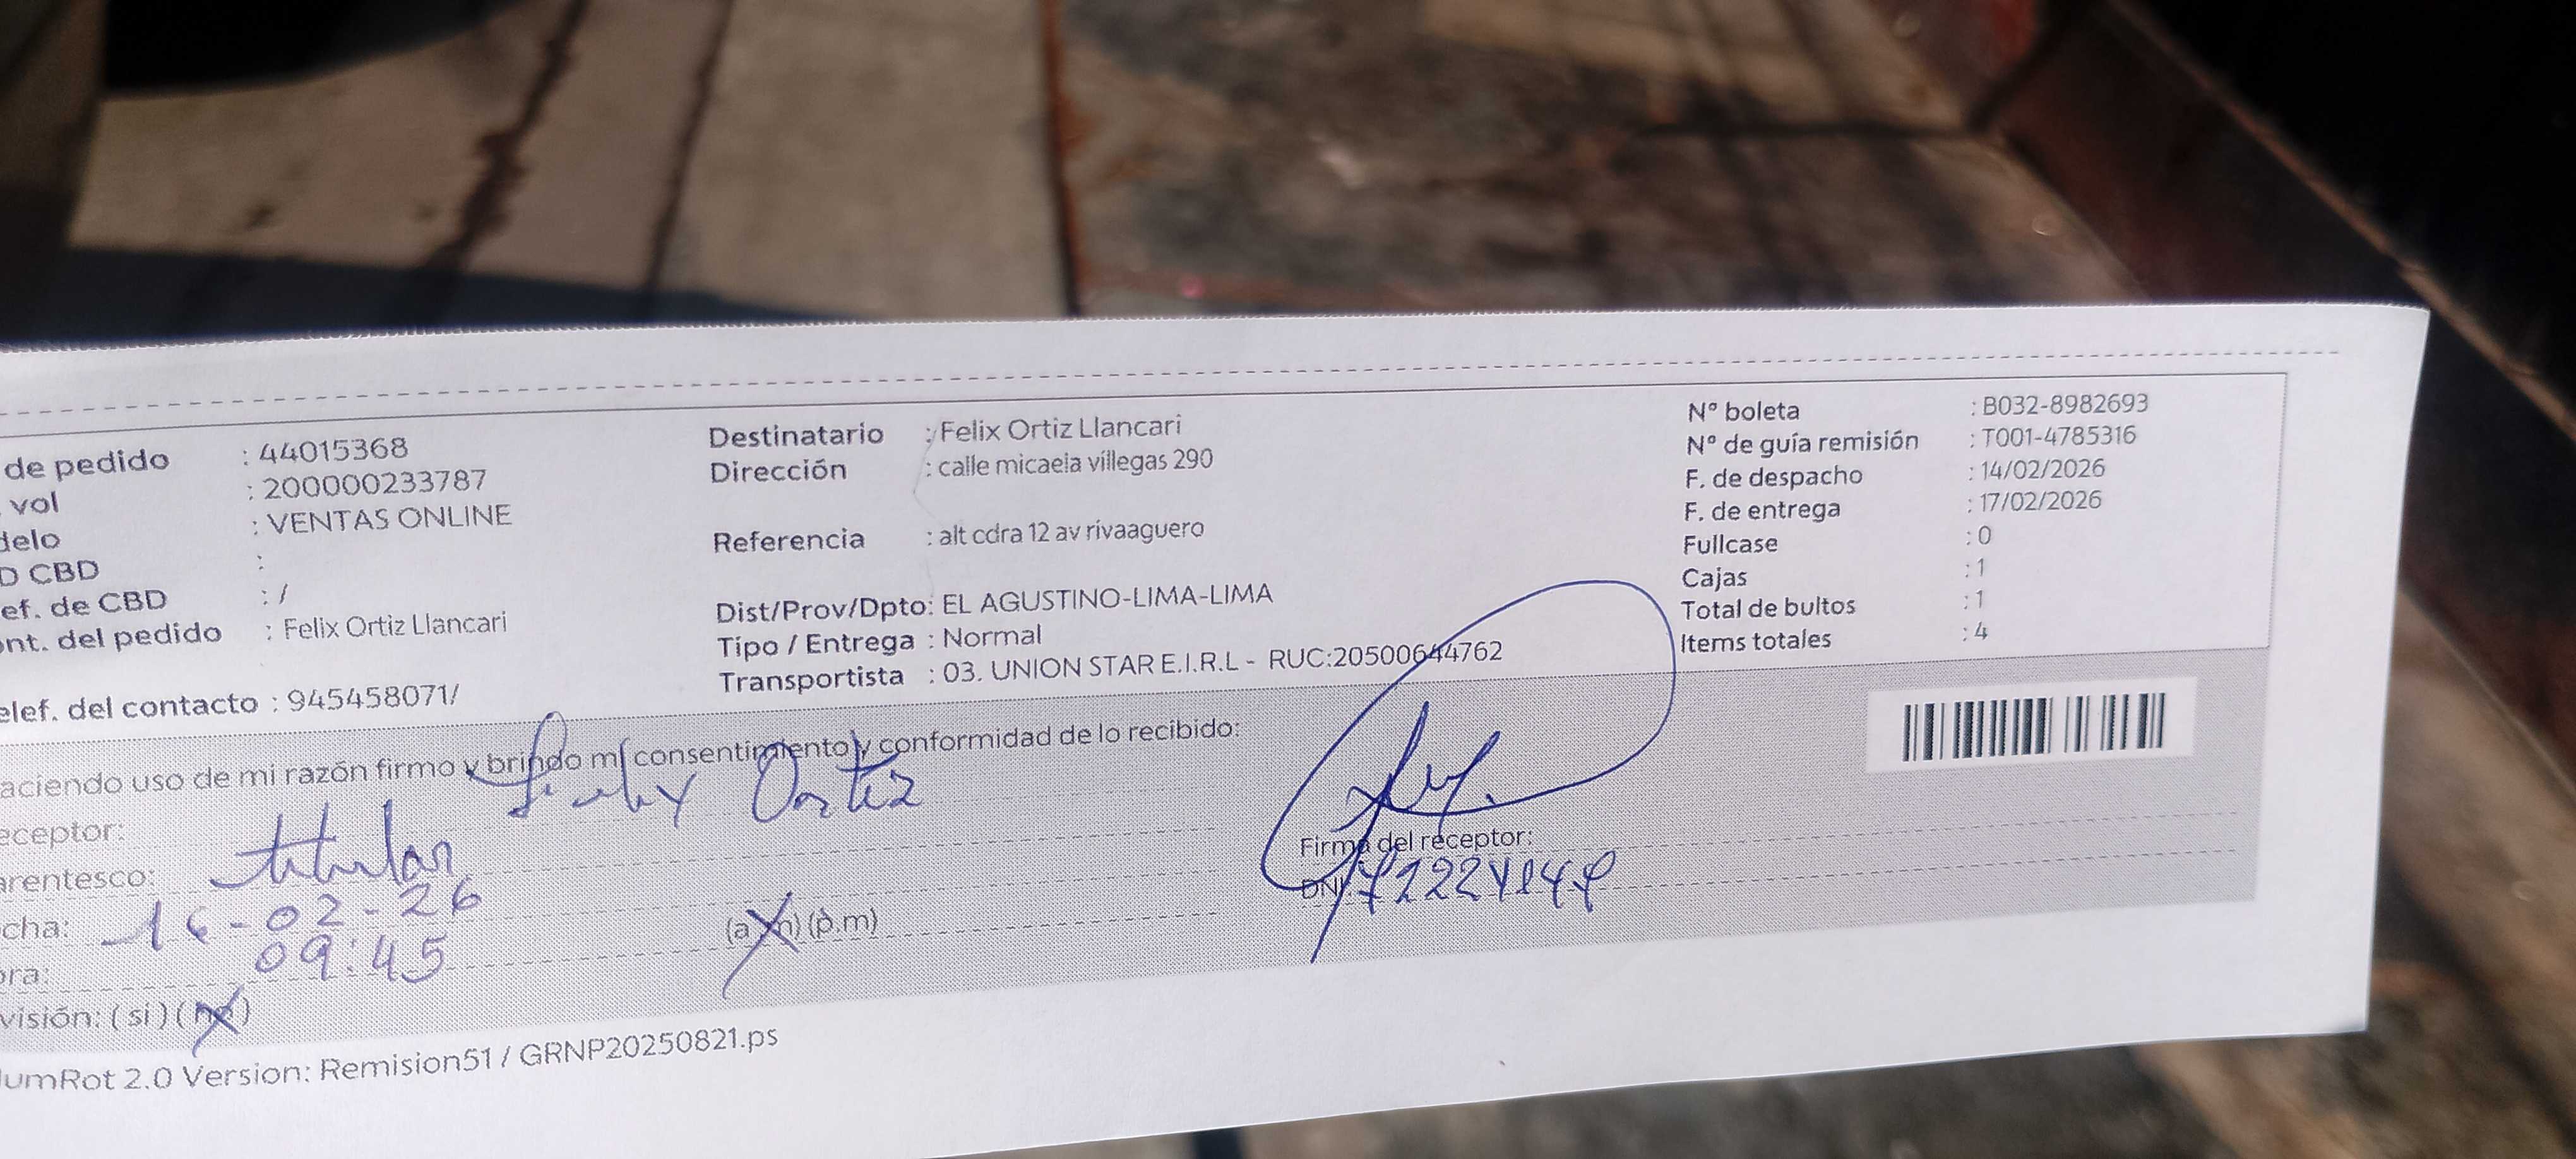 de pedido : 44015368
vol : 200000233787
delo : VENTAS ONLINE
D CBD :
ef. de CBD : /
ont. del pedido : Felix Ortiz Llancari
elef. del contacto : 945458071/
Destinatario : Felix Ortiz Llancari
Dirección : calle micaela villegas 290
Referencia : alt cdra 12 av rivaaguero
Dist/Prov/Dpto: EL AGUSTINO-LIMA-LIMA
Tipo / Entrega : Normal
Transportista : 03. UNION STAR E.I.R.L - RUC:20500644762
N° boleta : B032-8982693
N° de guía remisión : T001-4785316
F. de despacho : 14/02/2026
F. de entrega : 17/02/2026
Fullcase : 0
Cajas : 1
Total de bultos : 1
Items totales : 4
aciendo uso de mi razón firmo y brindo mi consentimiento y conformidad de lo recibido:
eceptor: Felix Ortiz
arentesco: titular
cha: 16-02-26
ora: 09:45 (a.m) (p.m)
visión: (si) (no)
Firma del receptor:
DNI:
umRot 2.0 Version: Remision51 / GRNP20250821.ps